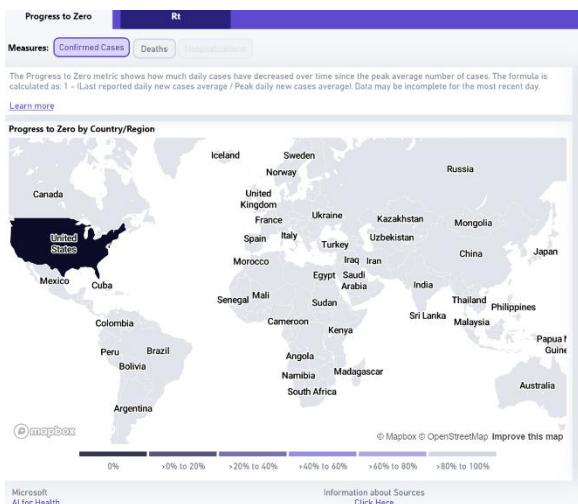 Progress to Zero
Rt
Measures:
Confirmed Cases
Deaths
Hospitalizations
The Progress to Zero metric shows how much daily cases have decreased over time since the peak average number of cases. The formula is
calculated as: 1 - (Last reported daily new cases average / Peak daily new cases average). Data may be incomplete for the most recent day.
Learn more
Progress to Zero by Country/Region
Iceland
Sweden
Norway
Russia
Canada
United
Kingdom
France
Ukraine
Kazakhstan
Mongolia
United
States
Spain
Italy
Turkey
Uzbekistan
China
Japan
Morocco
Iraq
Iran
Mexico
Cuba
Egypt
Saudi
Arabia
India
Senegal
Mali
Sudan
Thailand
Philippines
Sri Lanka
Malaysia
Colombia
Cameroon
Kenya
Papua
Guine
Peru
Brazil
Bolivia
Angola
Namibia
Madagascar
South Africa
Australia
Argentina
mapbox
© Mapbox © OpenStreetMap Improve this map
0%
>0% to 20%
>20% to 40%
>40% to 60%
>60% to 80%
>80% to 100%
Microsoft
AI for Health
Information about Sources
Click Here